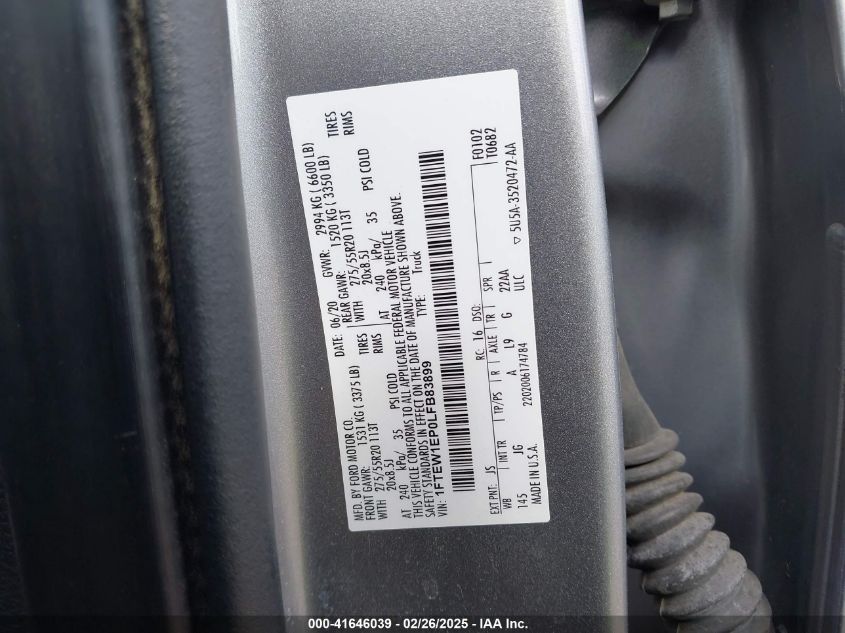 MFD. BY FORD MOTOR CO.
DATE: 06/20 GVWR: 2994 KG ( 6600 LB)
FRONT GAWR: 1531 KG ( 3375 LB) REAR GAWR: 1520 KG ( 3350 LB)
WITH 275/55R20 113T TIRES WITH 275/55R20 113T TIRES
20x8.5J RIMS 20x8.5J RIMS
AT 240 kPa/ 35 PSI COLD AT 240 kPa/ 35 PSI COLD
THIS VEHICLE CONFORMS TO ALL APPLICABLE FEDERAL MOTOR VEHICLE
SAFETY STANDARDS IN EFFECT ON THE DATE OF MANUFACTURE SHOWN ABOVE.
VIN: 1FTEW1EP0LFB83899 TYPE: Truck
F0102
T0682
EXT PNT: JS RC: 16 DSO:
WB INT TR TP/PS R AXLE TR SPR
145 JG A L9 G 22AA
2202006174784 ULC
MADE IN U.S.A. ▽ 5U5A-3520472-AA
000-41646039 - 02/26/2025 - IAA Inc.